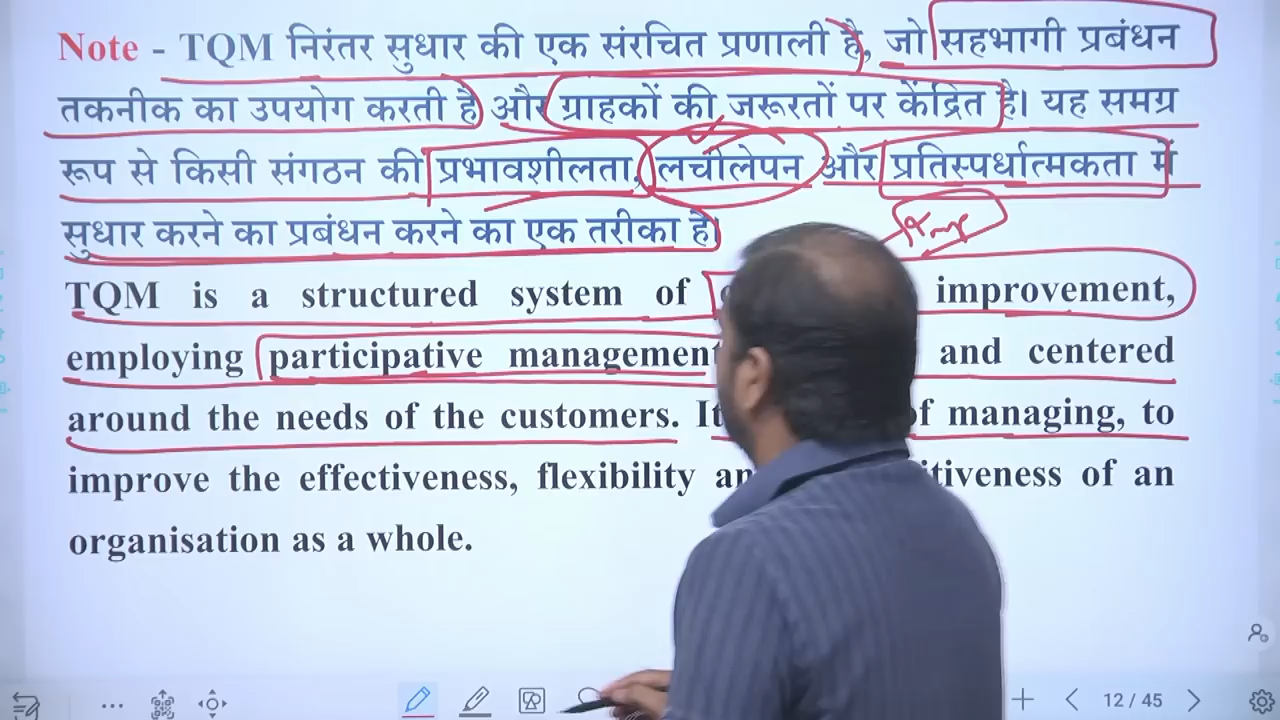 Note - TQM निरंतर सुधार की एक संरचित प्रणाली है, जो सहभागी प्रबंधन
तकनीक का उपयोग करती है और ग्राहकों की जरूरतों पर केंद्रित है। यह समग्र
रूप से किसी संगठन की प्रभावशीलता, लचीलेपन और प्रतिस्पर्धात्मकता में
सुधार करने का प्रबंधन करने का एक तरीका है।
TQM is a structured system of improvement,
employing participative management and centered
around the needs of the customers. It of managing, to
improve the effectiveness, flexibility an itiveness of an
organisation as a whole.
12 / 45